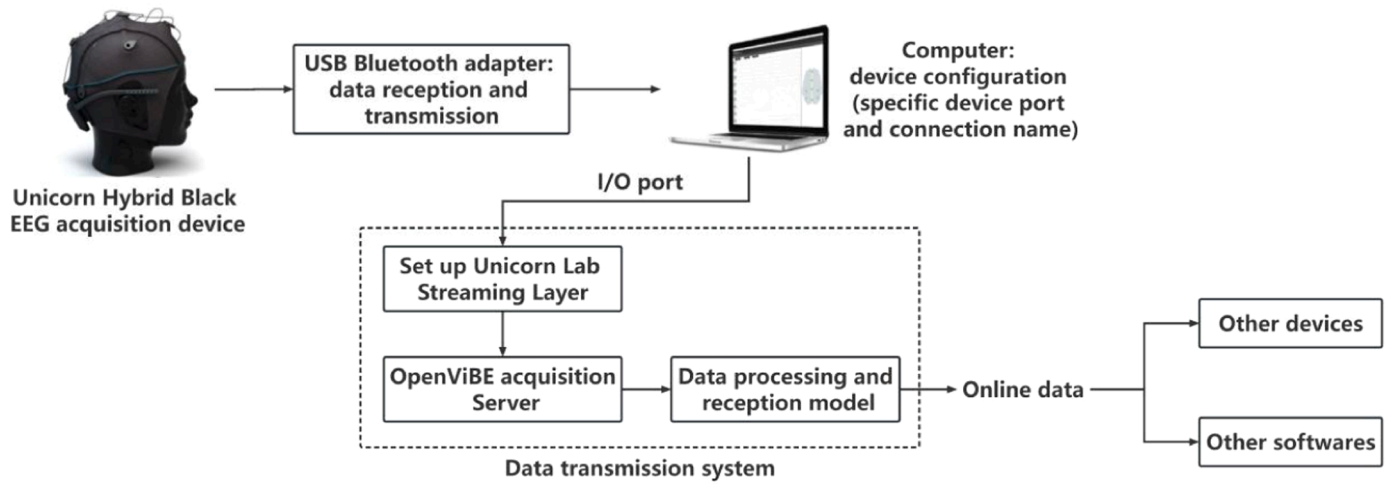 USB Bluetooth adapter:
data reception and
transmission
Computer:
device configuration
(specific device port
and connection name)
Unicorn Hybrid Black
EEG acquisition device
I/O port
Set up Unicorn Lab
Streaming Layer
OpenViBE acquisition
Server
Data processing and
reception model
Online data
Other devices
Other softwares
Data transmission system